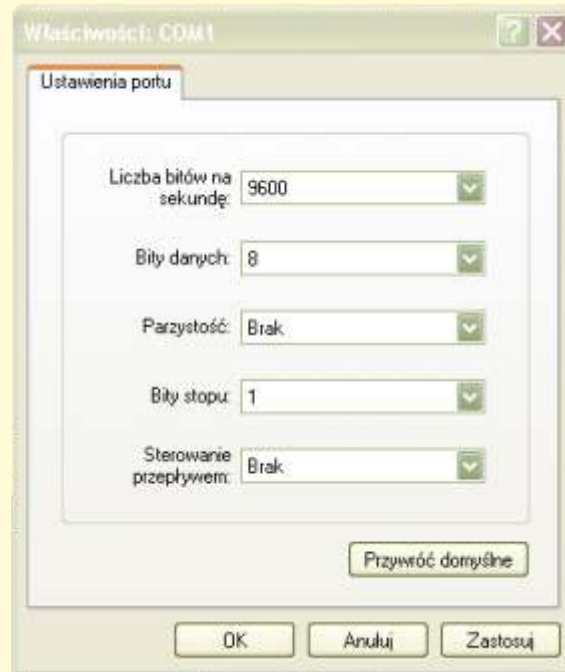 Właściwości: COM1
Ustawienia portu
Liczba bitów na
sekundę:
9600
Bity danych:
8
Parzystość:
Brak
Bity stopu:
1
Sterowanie
przepływem:
Brak
Przywróć domyślne
OK
Anuluj
Zastosuj